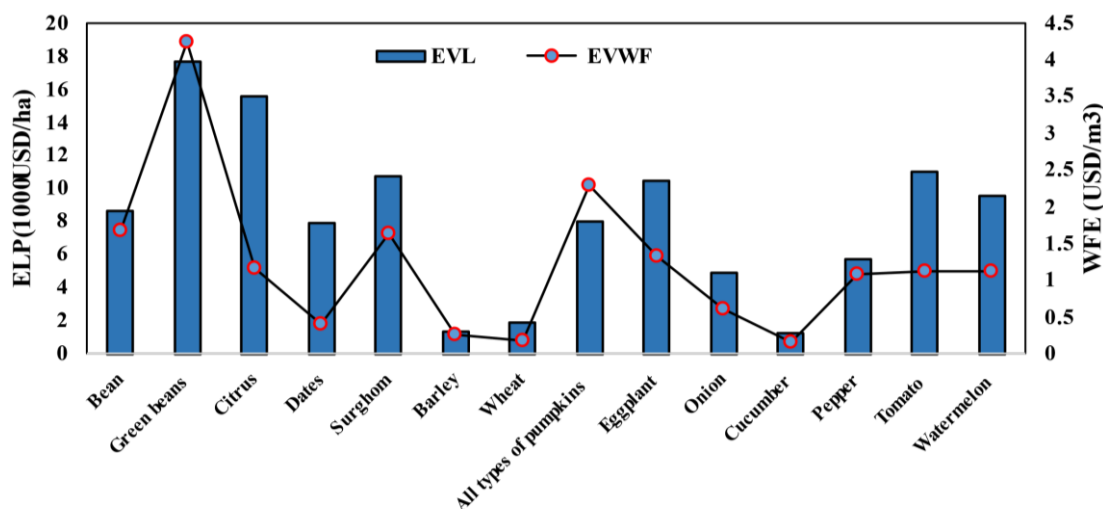 20
18
16
14
12
10
8
6
4
2
0
ELP(1000USD/ha)
EVL
EVWF
4.5
4
3.5
3
2.5
2
1.5
1
0.5
0
WFE (USD/m3)
Bean
Green beans
Citrus
Dates
Surghom
Barley
Wheat
All types of pumpkins
Eggplant
Onion
Cucumber
Pepper
Tomato
Watermelon